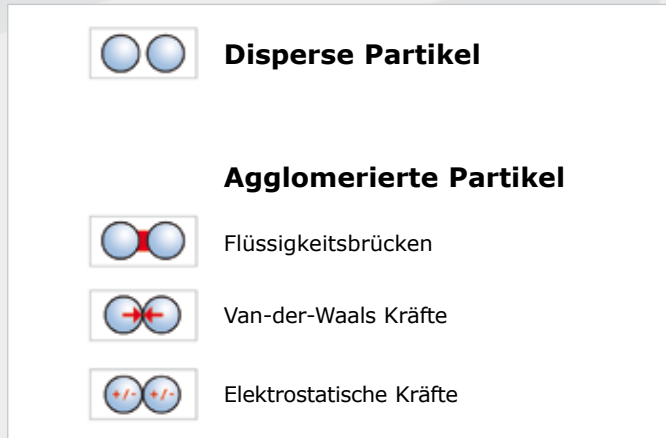 Disperse Partikel
Agglomerierte Partikel
Flüssigkeitsbrücken
Van-der-Waals Kräfte
+/- +/-
Elektrostatische Kräfte